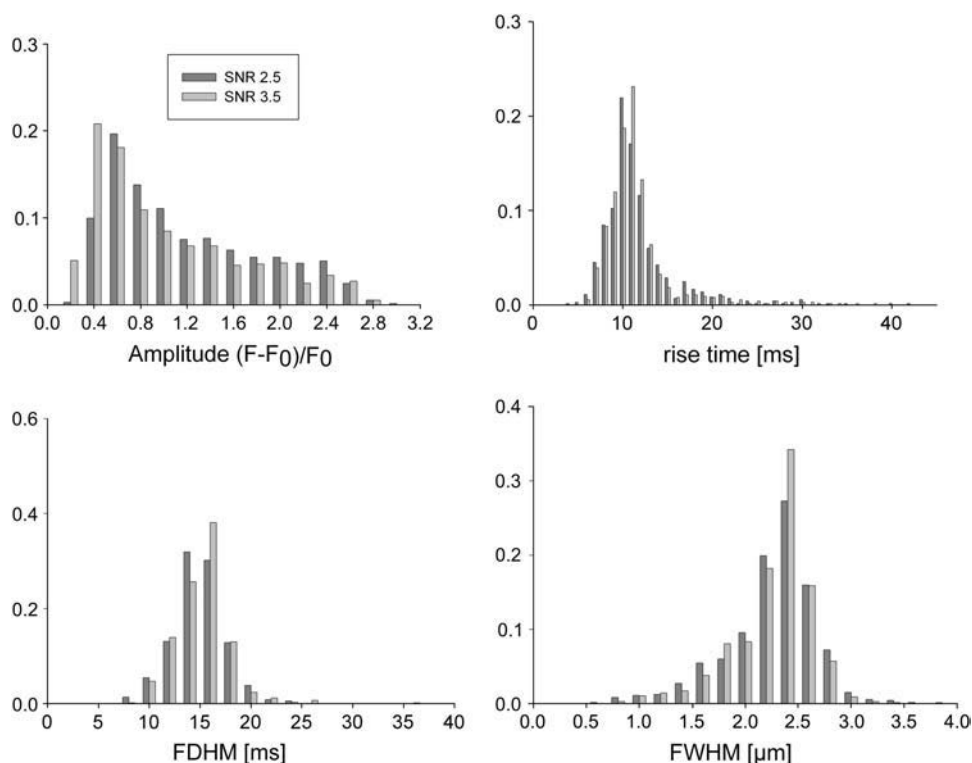 0.3
0.2
0.1
0.0
SNR 2.5
SNR 3.5
0.0 0.4 0.8 1.2 1.6 2.0 2.4 2.8 3.2
Amplitude (F-F0)/F0
0.3
0.2
0.1
0.0
0 10 20 30 40
rise time [ms]
0.6
0.4
0.2
0.0
0 5 10 15 20 25 30 35 40
FDHM [ms]
0.4
0.3
0.2
0.1
0.0
0.0 0.5 1.0 1.5 2.0 2.5 3.0 3.5 4.0
FWHM [µm]